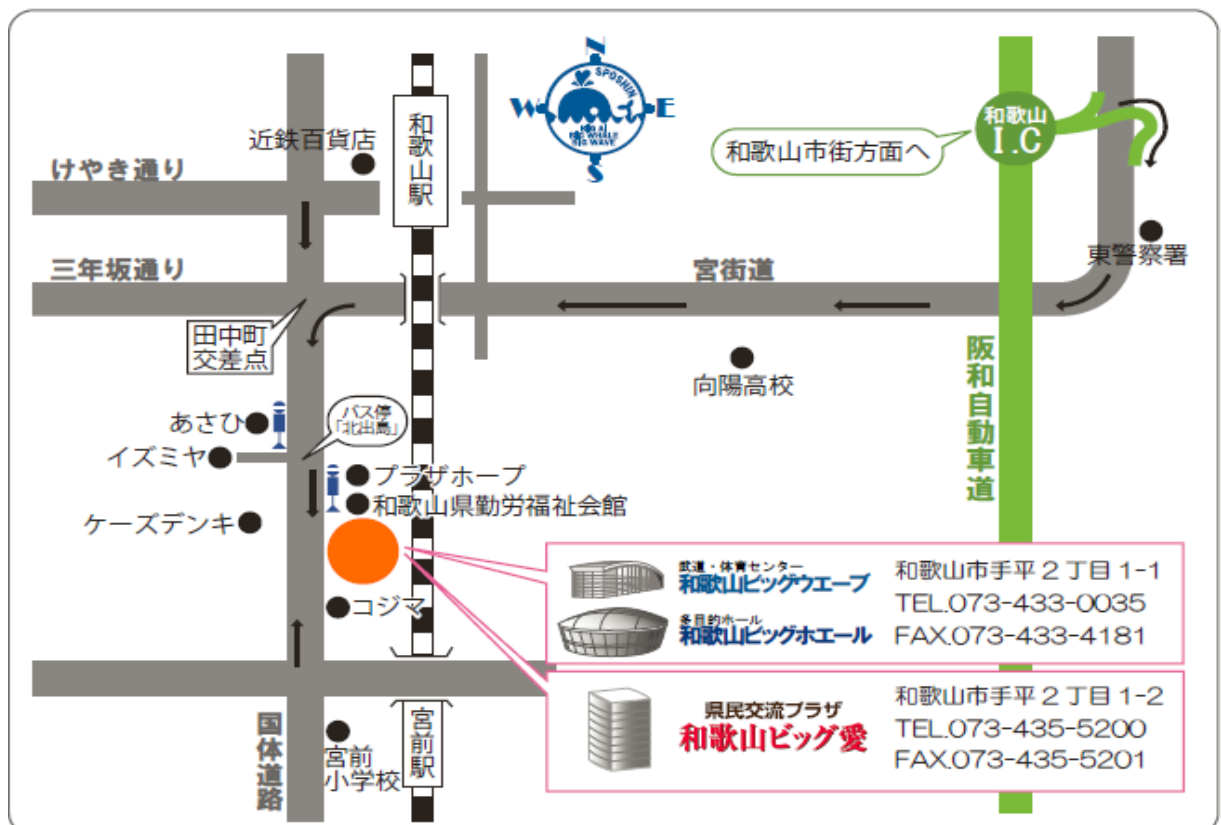 N
SPOSHIN
W
E
BIG AI
BIG WHALE
BIG WAVE
S
近鉄百貨店
けやき通り
和歌山駅
和歌山
I.C
和歌山市街方面へ
三年坂通り
宮街道
東警察署
田中町
交差点
向陽高校
阪和自動車道
あさひ
バス停
「北出島」
イズミヤ
プラザホープ
和歌山県勤労福祉会館
ケーズデンキ
コジマ
武道・体育センター
和歌山ビッグウエーブ
多目的ホール
和歌山ビッグホエール
和歌山市手平2丁目1-1
TEL.073-433-0035
FAX.073-433-4181
県民交流プラザ
和歌山ビッグ愛
和歌山市手平2丁目1-2
TEL.073-435-5200
FAX.073-435-5201
国体道路
宮前
小学校
宮前駅